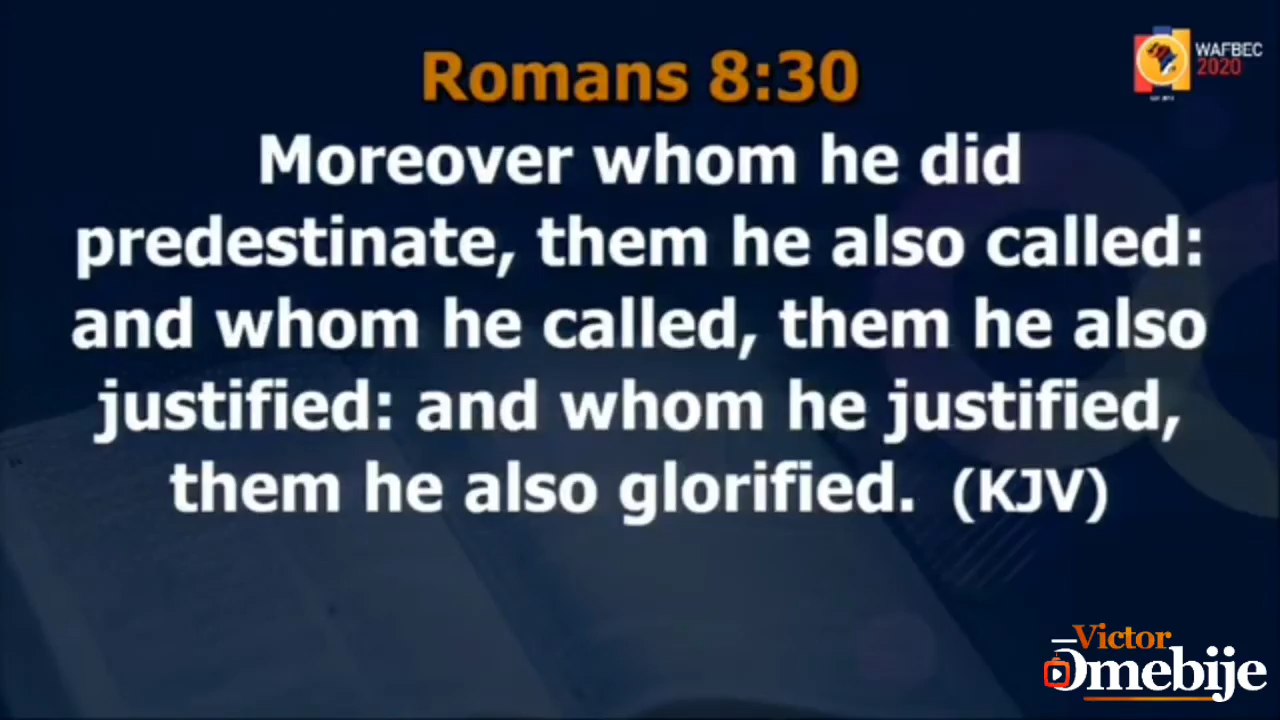 Romans 8:30
Moreover whom he did
predestinate, them he also called:
and whom he called, them he also
justified: and whom he justified,
them he also glorified. (KJV)
WAFBEC
2020
Victor
Omebije